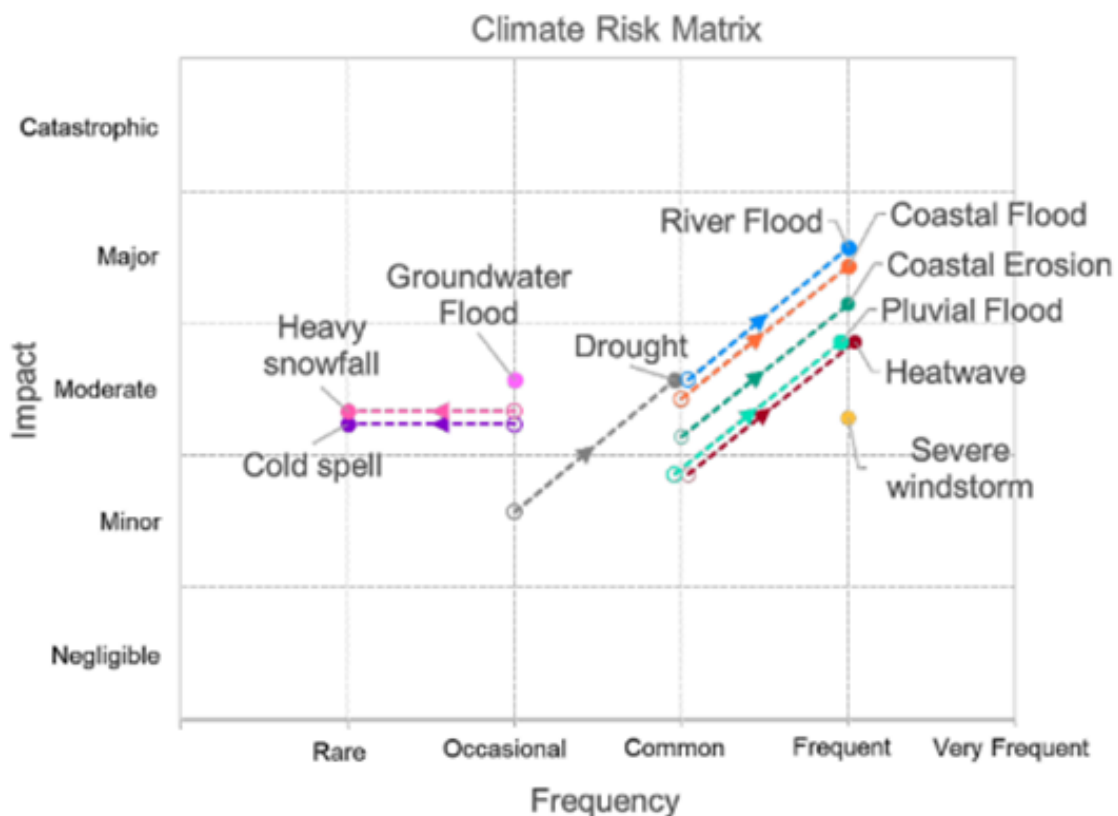 Climate Risk Matrix
Catastrophic
Major
Moderate
Minor
Negligible
Impact
River Flood
Coastal Flood
Coastal Erosion
Groundwater
Flood
Pluvial Flood
Heavy
snowfall
Drought
Heatwave
Cold spell
Severe
windstorm
Rare
Occasional
Common
Frequent
Very Frequent
Frequency